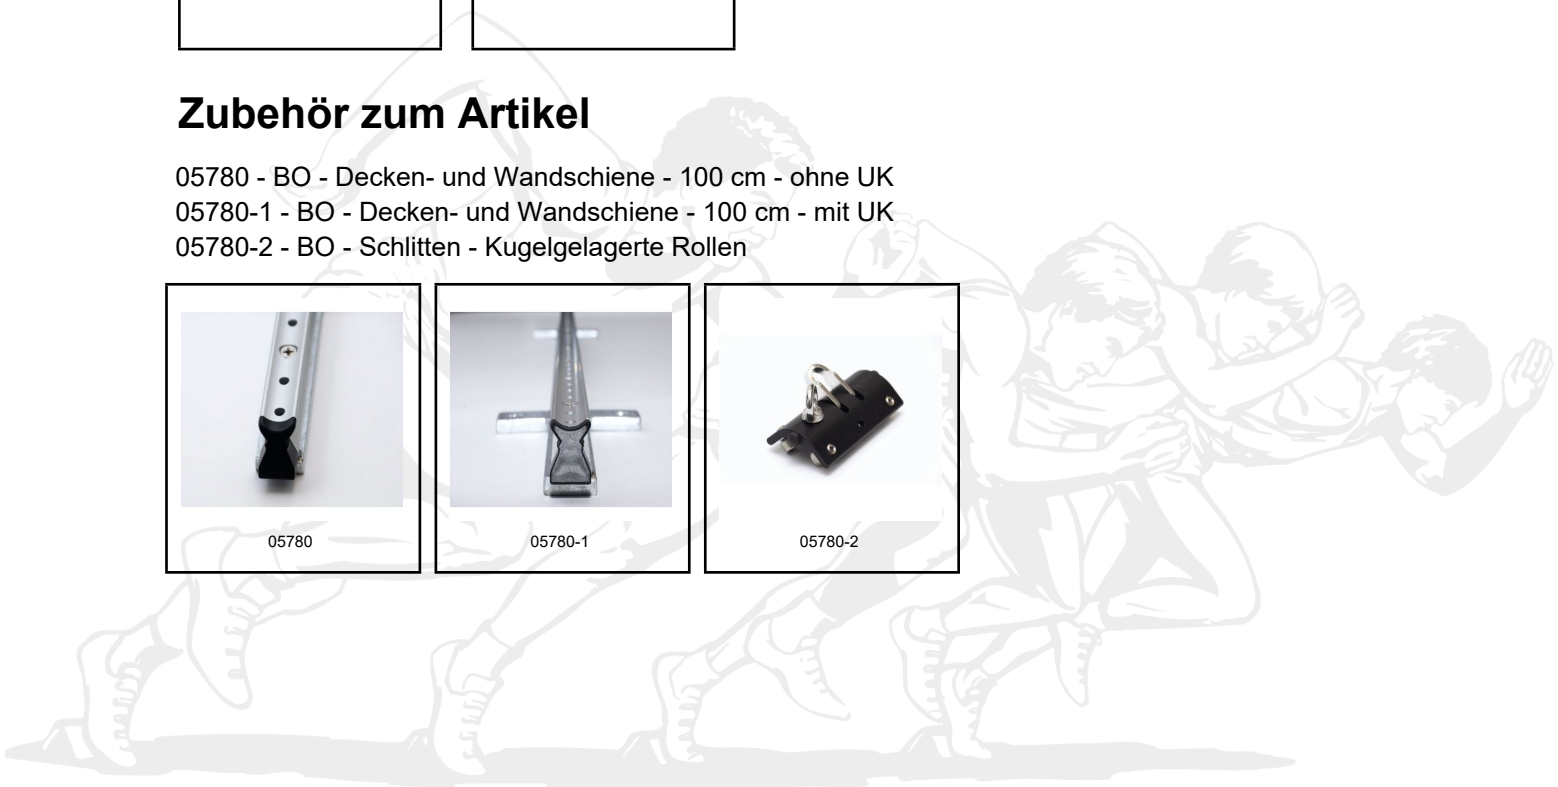 Zubehör zum Artikel
05780 - BO - Decken- und Wandschiene - 100 cm - ohne UK
05780-1 - BO - Decken- und Wandschiene - 100 cm - mit UK
05780-2 - BO - Schlitten - Kugelgelagerte Rollen
05780
05780-1
05780-2